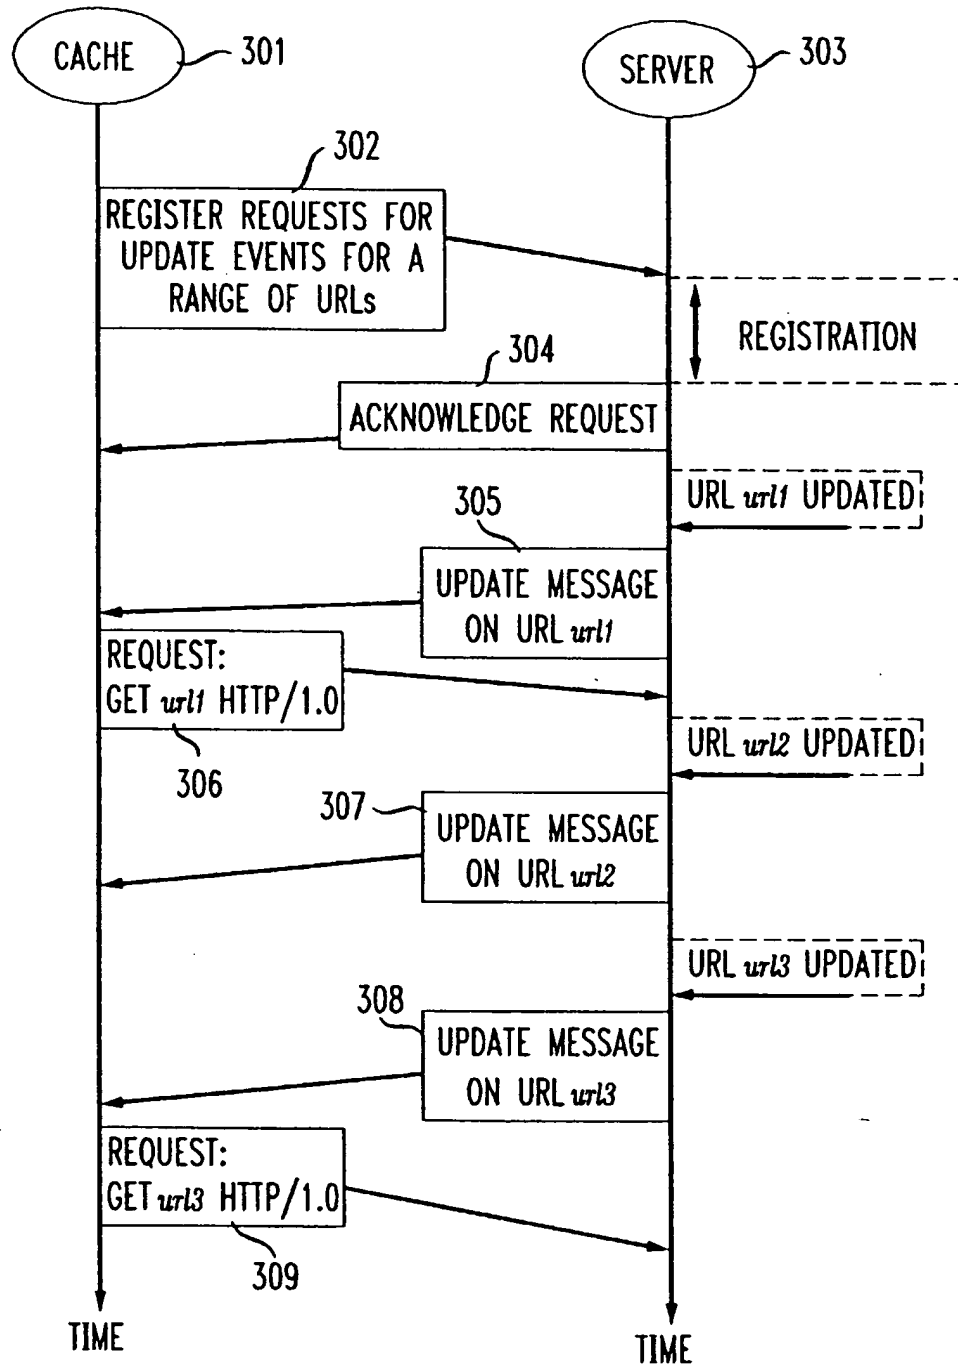 CACHE
301
SERVER
303
302
REGISTER REQUESTS FOR
UPDATE EVENTS FOR A
RANGE OF URLs
REGISTRATION
304
ACKNOWLEDGE REQUEST
URL url1 UPDATED
305
UPDATE MESSAGE
ON URL url1
REQUEST:
GET url1 HTTP/1.0
306
URL url2 UPDATED
307
UPDATE MESSAGE
ON URL url2
URL url3 UPDATED
308
UPDATE MESSAGE
ON URL url3
REQUEST:
GET url3 HTTP/1.0
309
TIME
TIME